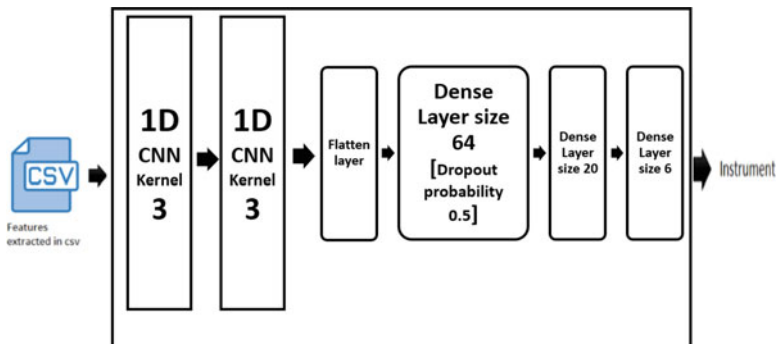 CSV
Features
extracted in csv
1D
CNN
Kernel
3
1D
CNN
Kernel
3
Flatten
layer
Dense
Layer size
64
[Dropout
probability
0.5]
Dense
Layer
size 20
Dense
Layer
size 6
Instrument